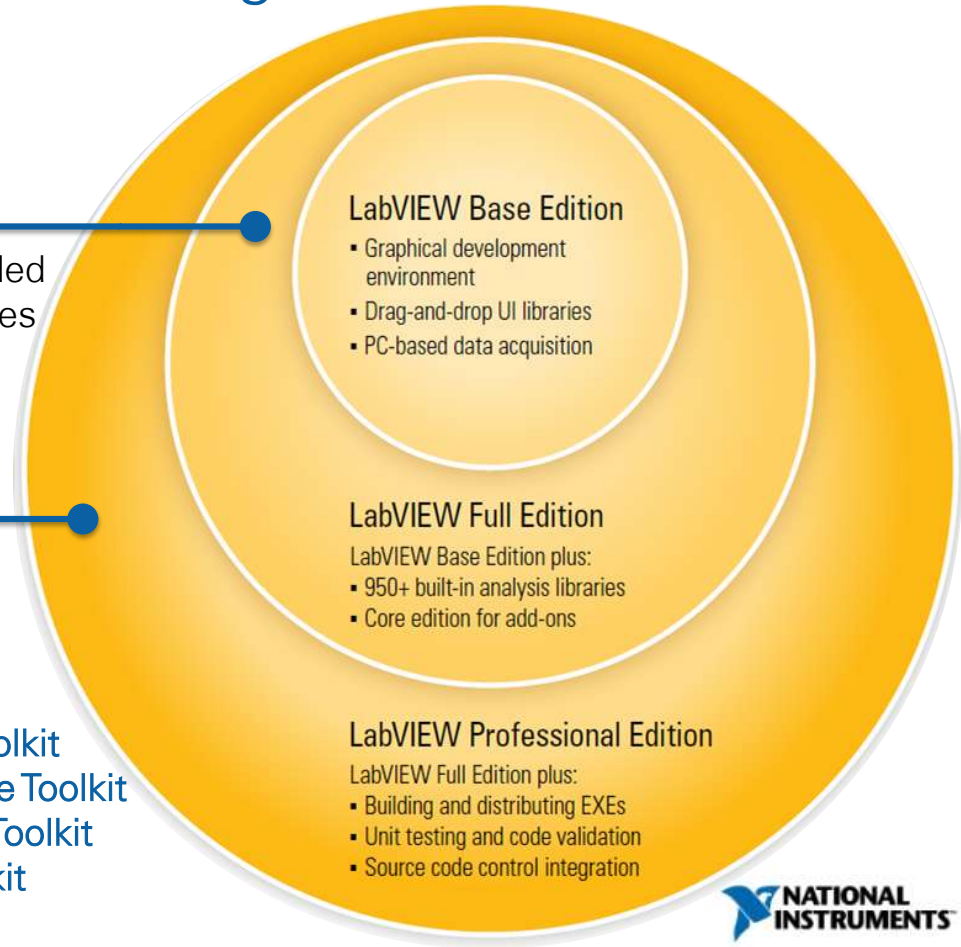 LabVIEW Base Edition
▪ Graphical development
environment
▪ Drag-and-drop UI libraries
▪ PC-based data acquisition
LabVIEW Full Edition
LabVIEW Base Edition plus:
▪ 950+ built-in analysis libraries
▪ Core edition for add-ons
Toolkit
LabVIEW Professional Edition
LabVIEW Full Edition plus:
▪ Building and distributing EXEs
▪ Unit testing and code validation
▪ Source code control integration
NATIONAL
INSTRUMENTS